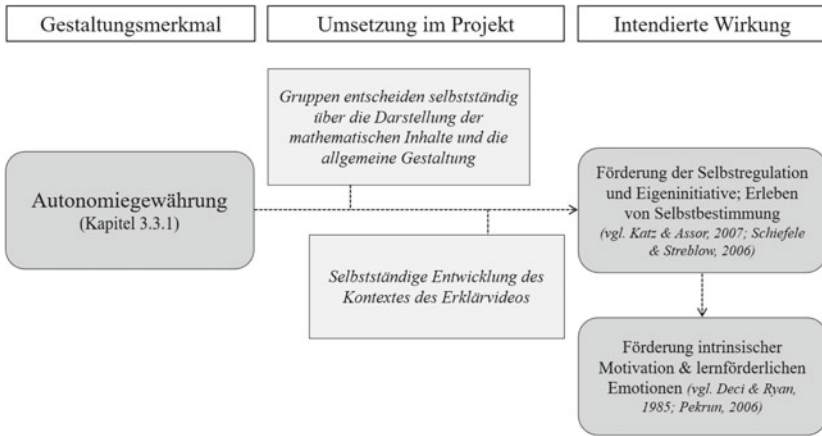 Gestaltungsmerkmal
Umsetzung im Projekt
Intendierte Wirkung
Gruppen entscheiden selbstständig
über die Darstellung der
mathematischen Inhalte und die
allgemeine Gestaltung
Autonomiegewährung
(Kapitel 3.3.1)
Selbstständige Entwicklung des
Kontextes des Erklärvideos
Förderung der Selbstregulation
und Eigeninitiative; Erleben
von Selbstbestimmung
(vgl. Katz & Assor, 2007; Schiefele
& Streblow, 2006)
Förderung intrinsischer
Motivation & lernförderlichen
Emotionen (vgl. Deci & Ryan,
1985; Pekrun, 2006)